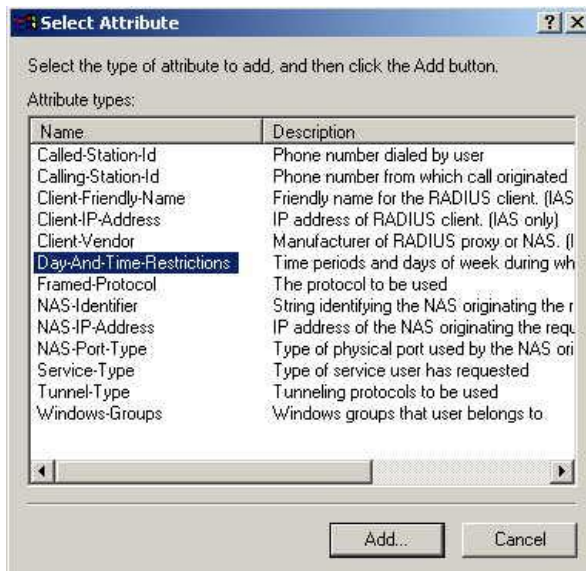 Select Attribute
Select the type of attribute to add, and then click the Add button.
Attribute types:
Name Description
Called-Station-Id Phone number dialed by user
Calling-Station-Id Phone number from which call originated
Client-Friendly-Name Friendly name for the RADIUS client. (IAS
Client-IP-Address IP address of RADIUS client. (IAS only)
Client-Vendor Manufacturer of RADIUS proxy or NAS. (I
Day-And-Time-Restrictions Time periods and days of week during wh
Framed-Protocol The protocol to be used
NAS-Identifier String identifying the NAS originating the r
NAS-IP-Address IP address of the NAS originating the requ
NAS-Port-Type Type of physical port used by the NAS ori
Service-Type Type of service user has requested
Tunnel-Type Tunneling protocols to be used
Windows-Groups Windows groups that user belongs to
Add... Cancel